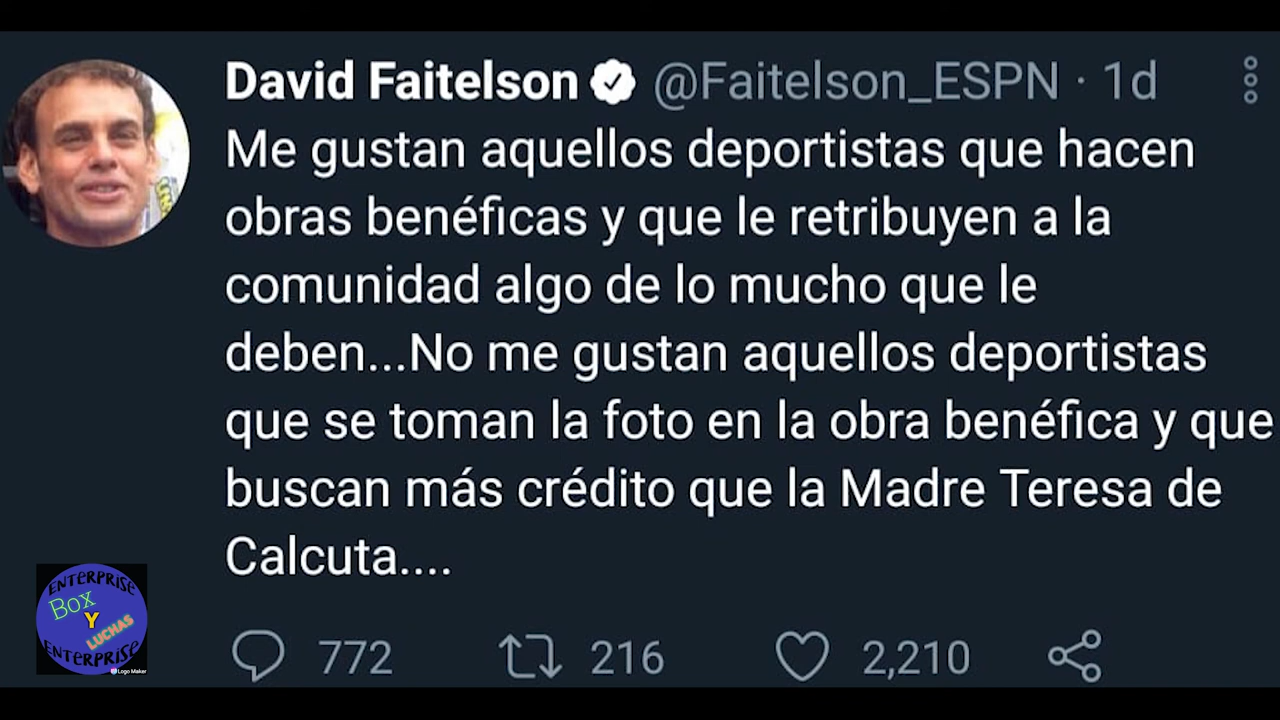 David Faitelson @Faitelson_ESPN · 1d
Me gustan aquellos deportistas que hacen
obras benéficas y que le retribuyen a la
comunidad algo de lo mucho que le
deben...No me gustan aquellos deportistas
que se toman la foto en la obra benéfica y que
buscan más crédito que la Madre Teresa de
Calcuta....
772 216 2,210
ENTERPRISE
Box
Y
LUCHAS
ENTERPRISE
Logo Maker